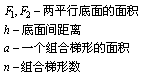 F₁, F₂ - 两平行底面的面积
h - 底面间距离
a - 一个组合梯形的面积
n - 组合梯形数